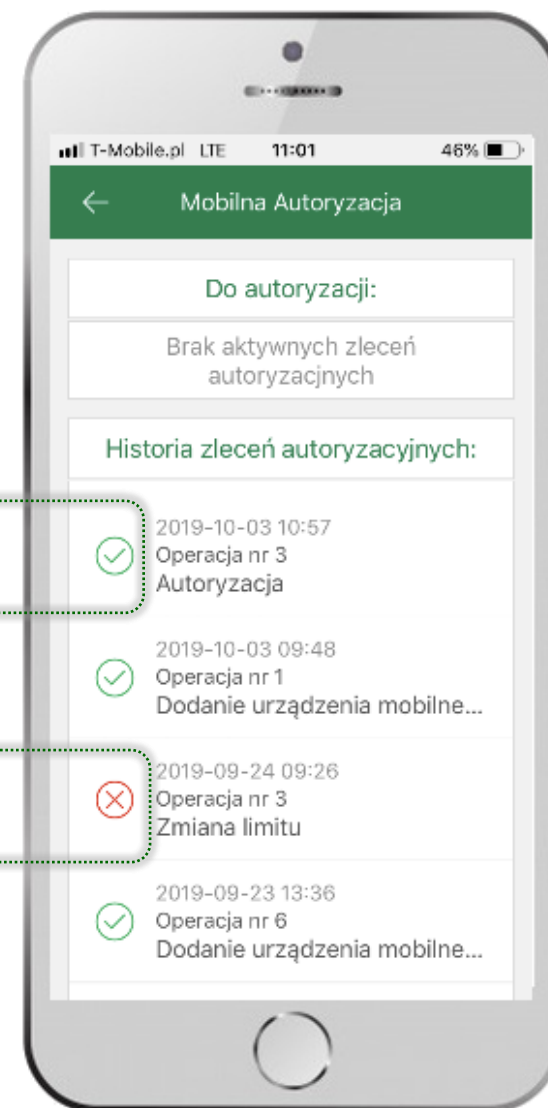 T-Mobile.pl LTE 11:01 46%
Mobilna Autoryzacja
Do autoryzacji:
Brak aktywnych zleceń
autoryzacjnych
Historia zleceń autoryzacyjnych:
2019-10-03 10:57
Operacja nr 3
Autoryzacja
2019-10-03 09:48
Operacja nr 1
Dodanie urządzenia mobilne...
2019-09-24 09:26
Operacja nr 3
Zmiana limitu
2019-09-23 13:36
Operacja nr 6
Dodanie urządzenia mobilne...